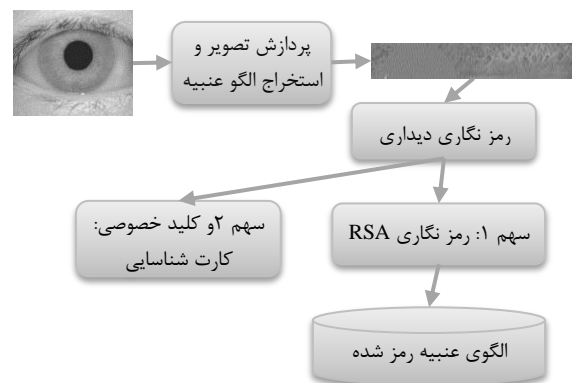 پردازش تصویر و
استخراج الگو عنبیه
رمز نگاری دیداری
سهم ۲و کلید خصوصی:
کارت شناسایی
سهم ۱: رمز نگاری RSA
الگوی عنبیه رمز شده